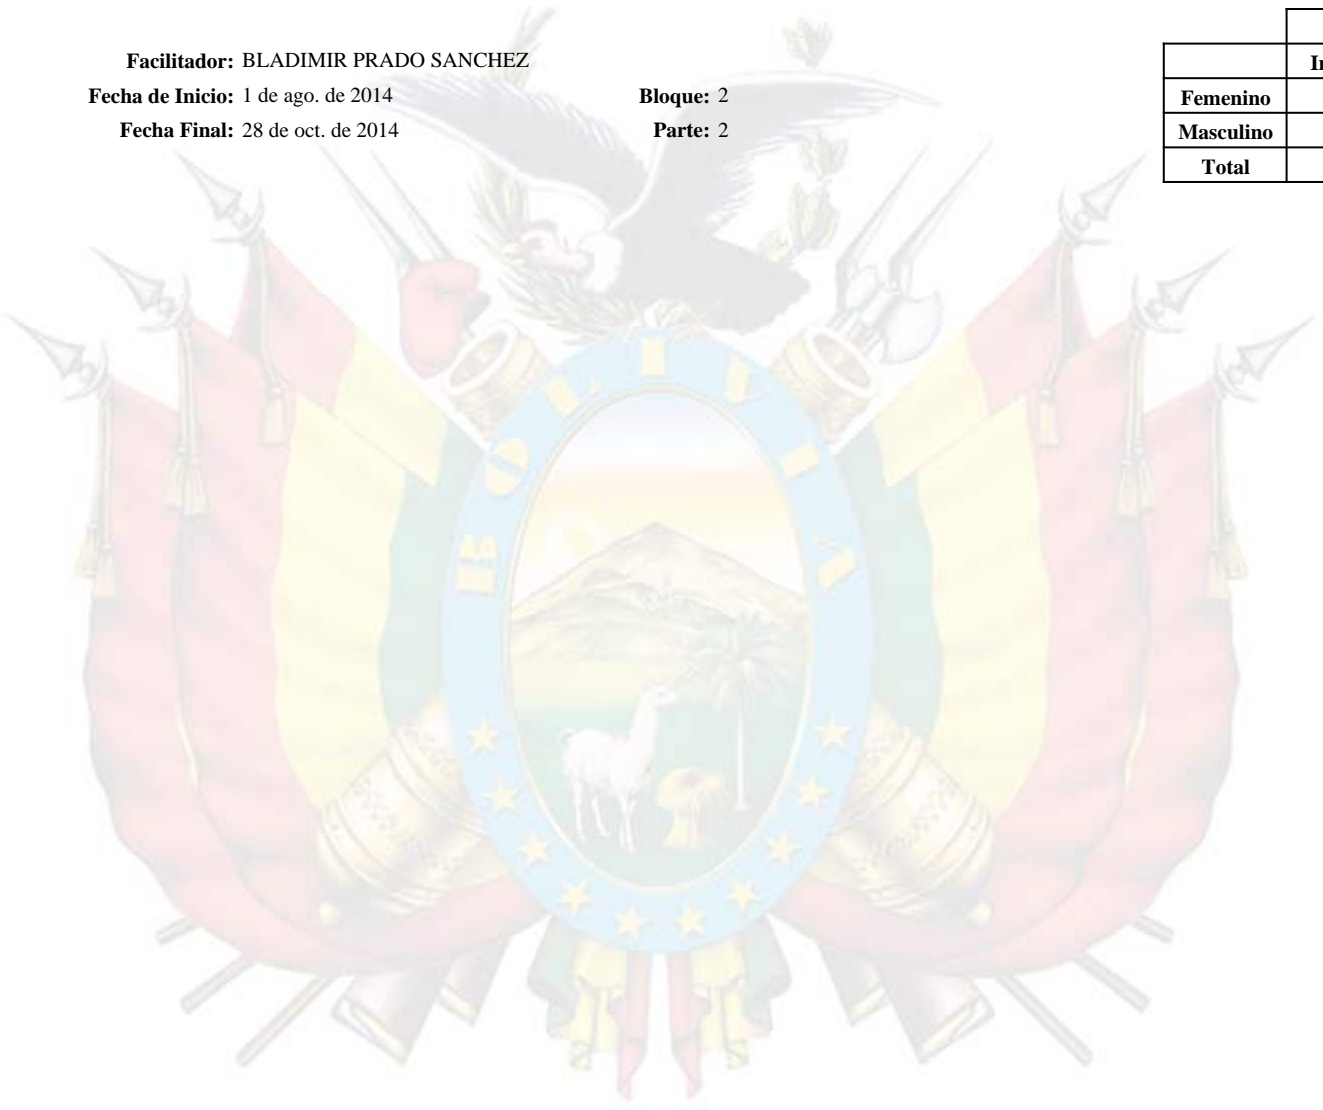 Facilitador: BLADIMIR PRADO SANCHEZ
Fecha de Inicio: 1 de ago. de 2014 Bloque: 2
Fecha Final: 28 de oct. de 2014 Parte: 2
Femenino
Masculino
Total
BOLIVIA